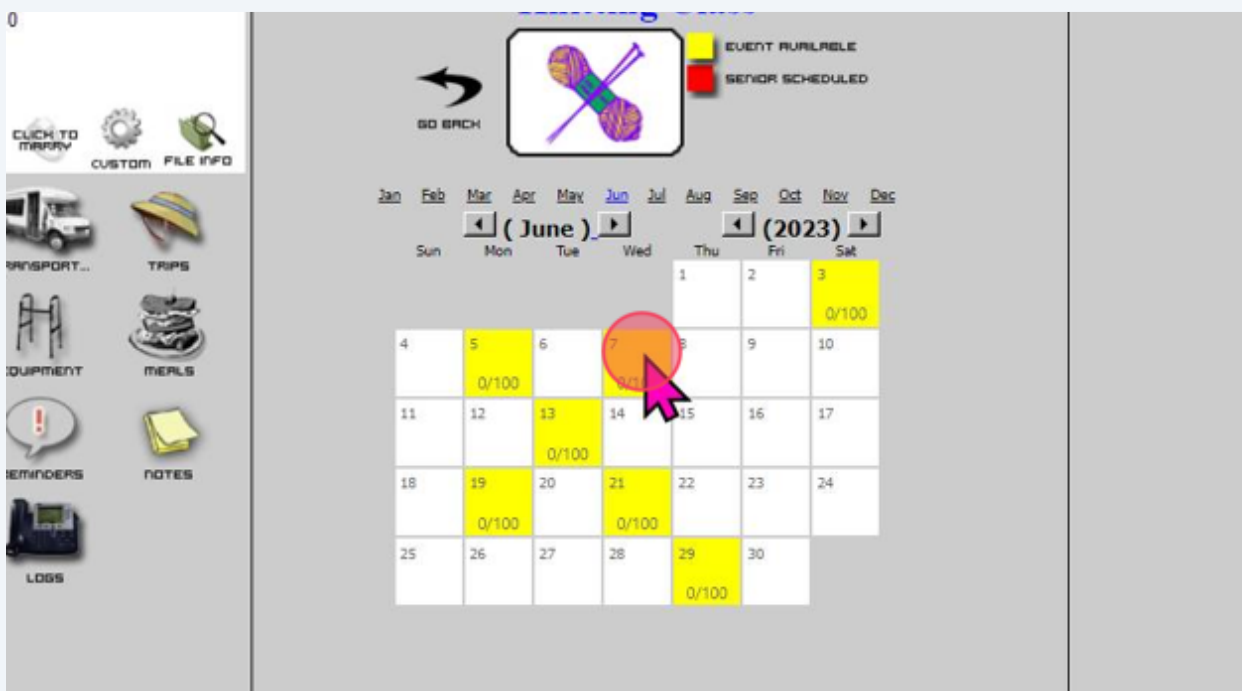 0
EVENT AVAILABLE
SENIOR SCHEDULED
GO BACK
CLICK TO
MARRY
CUSTOM
FILE INFO
Jan Feb Mar Apr May Jun Jul Aug Sep Oct Nov Dec
( June ) (2023)
Sun Mon Tue Wed Thu Fri Sat
1 2 3
0/100
4 5 6 7 8 9 10
0/100
11 12 13 14 15 16 17
0/100
18 19 20 21 22 23 24
0/100 0/100
25 26 27 28 29 30
0/100
TRIPS
MEALS
NOTES
LOGS